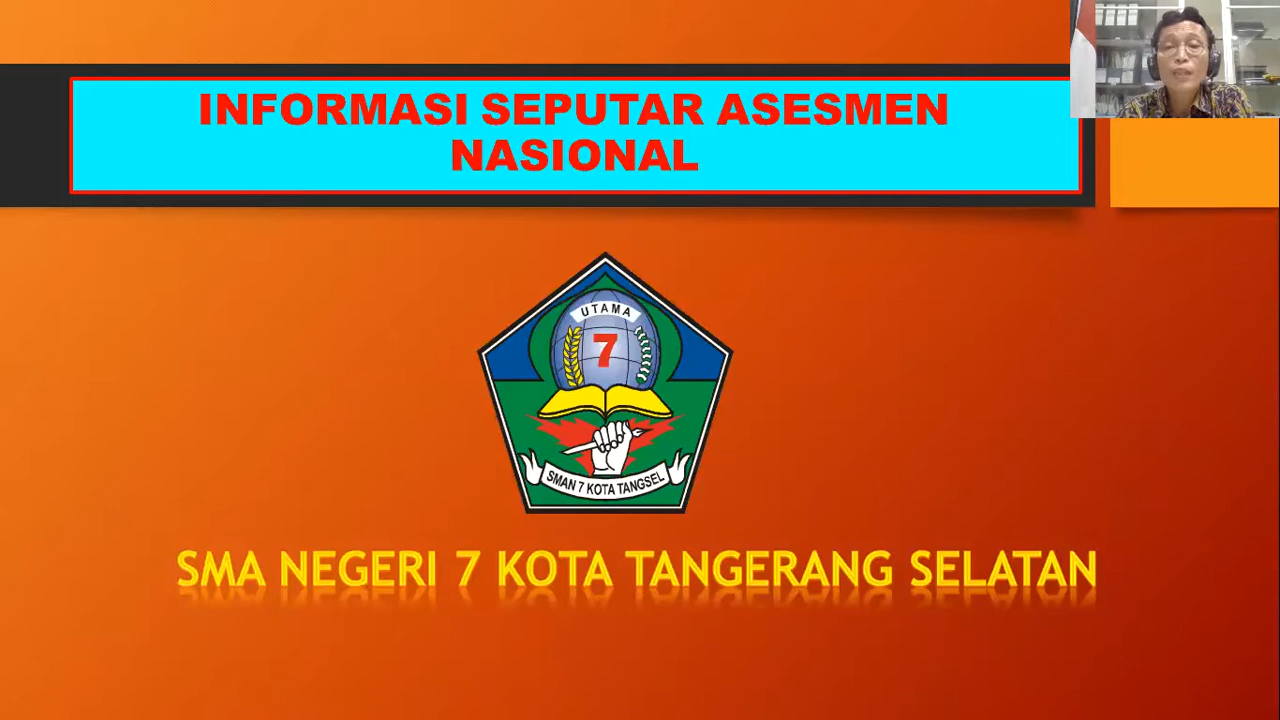 INFORMASI SEPUTAR ASESMEN
NASIONAL
UTAMA
7
SMAN 7 KOTA TANGSEL
SMA NEGERI 7 KOTA TANGERANG SELATAN